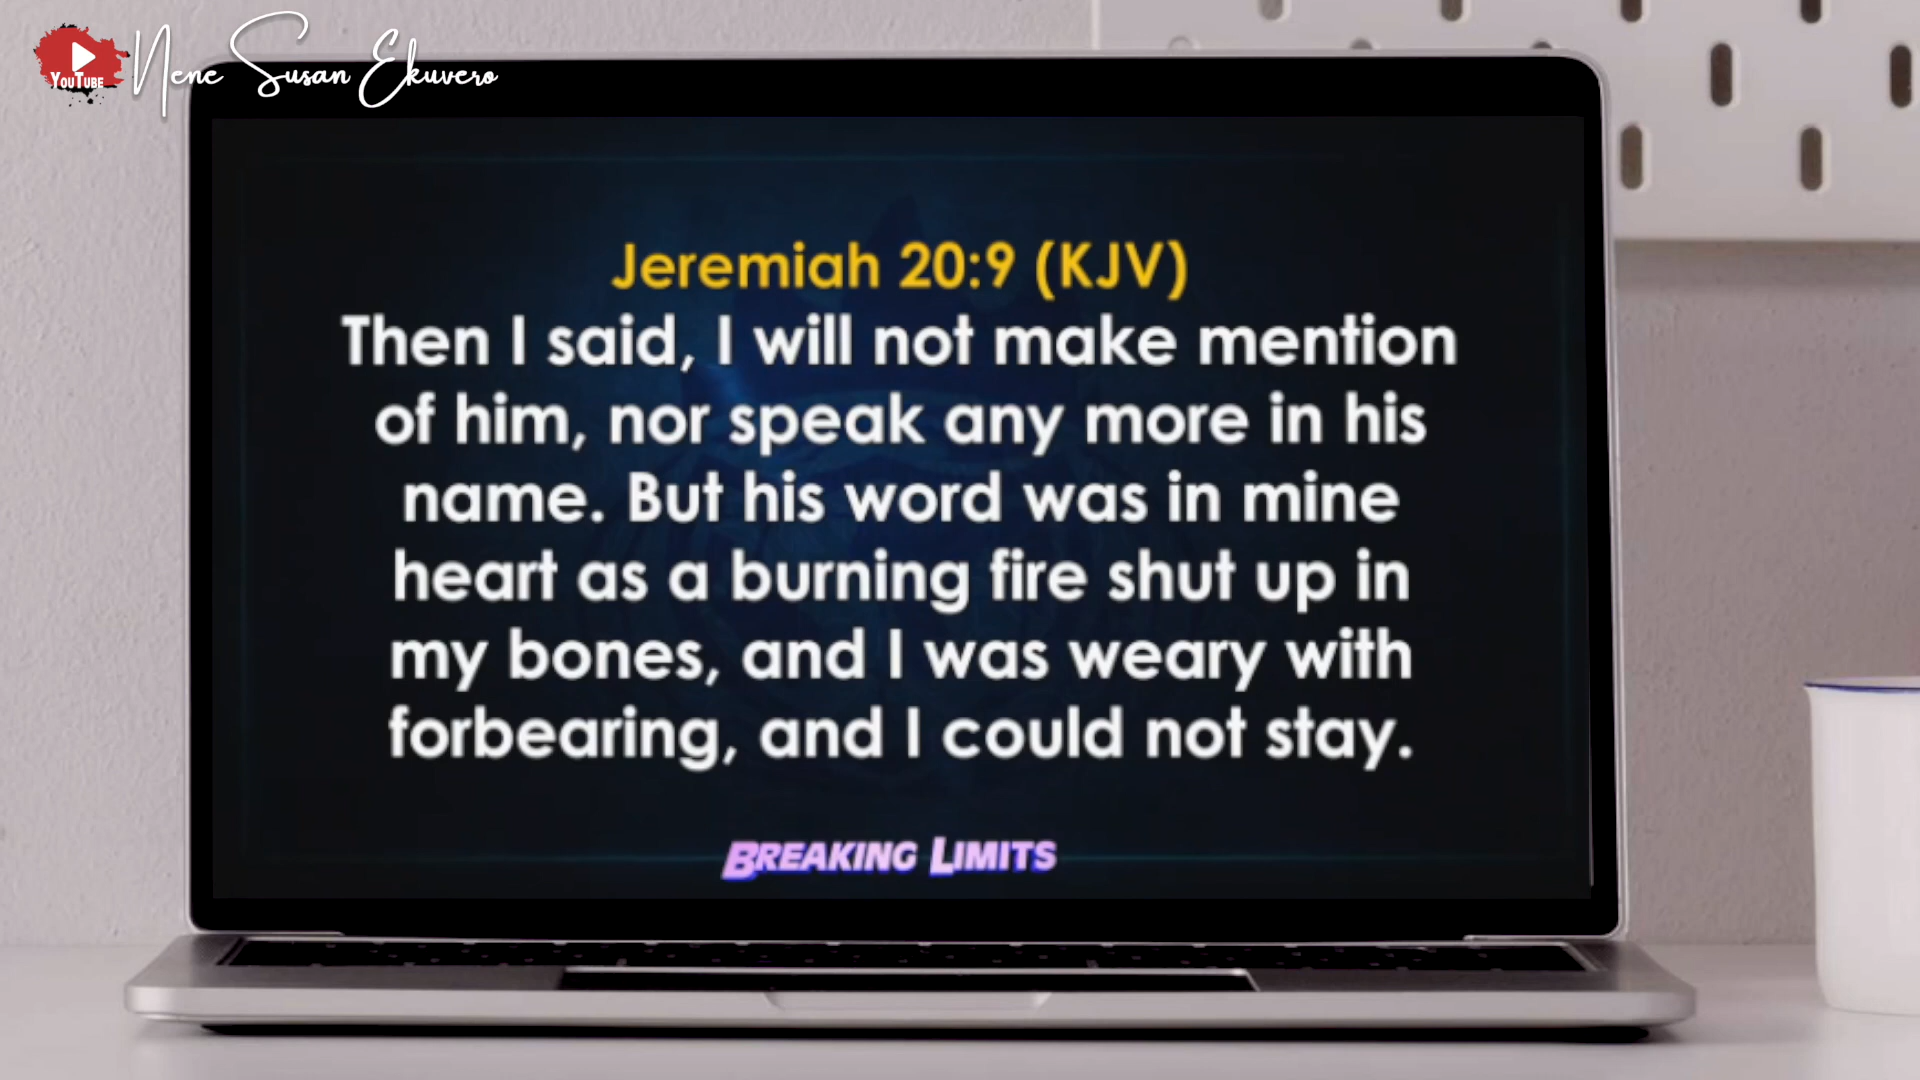 YouTube
Nene Susan Ekuvero
Jeremiah 20:9 (KJV)
Then I said, I will not make mention
of him, nor speak any more in his
name. But his word was in mine
heart as a burning fire shut up in
my bones, and I was weary with
forbearing, and I could not stay.
BREAKING LIMITS